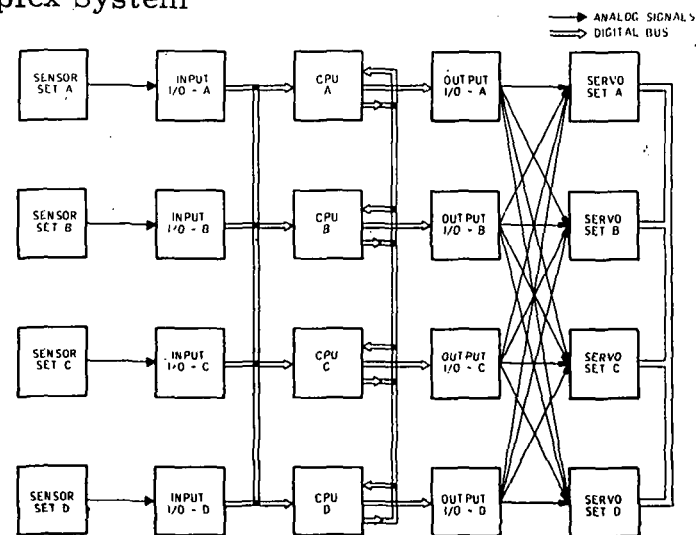 plex System
ANALOG SIGNALS
DIGITAL BUS
SENSOR
SET A
INPUT
I/O - A
CPU
A
OUTPUT
I/O - A
SERVO
SET A
SENSOR
SET B
INPUT
I/O - B
CPU
B
OUTPUT
I/O - B
SERVO
SET B
SENSOR
SET C
INPUT
I/O - C
CPU
C
OUTPUT
I/O - C
SERVO
SET C
SENSOR
SET D
INPUT
I/O - D
CPU
D
OUTPUT
I/O - D
SERVO
SET D